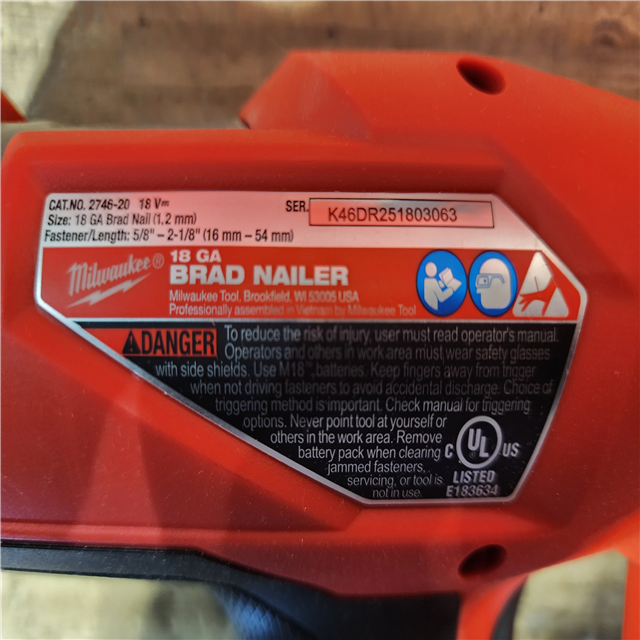 CAT.NO. 2746-20 18 V⎓ SER. K46DR251803063
Size: 18 GA Brad Nail (1,2 mm)
Fastener/Length: 5/8" – 2-1/8" (16 mm – 54 mm)
Milwaukee®
18 GA
BRAD NAILER
Milwaukee Tool, Brookfield, WI 53005 USA
Professionally assembled in Vietnam by Milwaukee Tool
DANGER
To reduce the risk of injury, user must read operator's manual.
Operators and others in work area must wear safety glasses
with side shields. Use M18™ batteries. Keep fingers away from trigger
when not driving fasteners to avoid accidental discharge. Choice of
triggering method is important. Check manual for triggering
options. Never point tool at yourself or
others in the work area. Remove
battery pack when clearing
jammed fasteners,
servicing, or tool is
not in use.
C UL US
LISTED
E183634